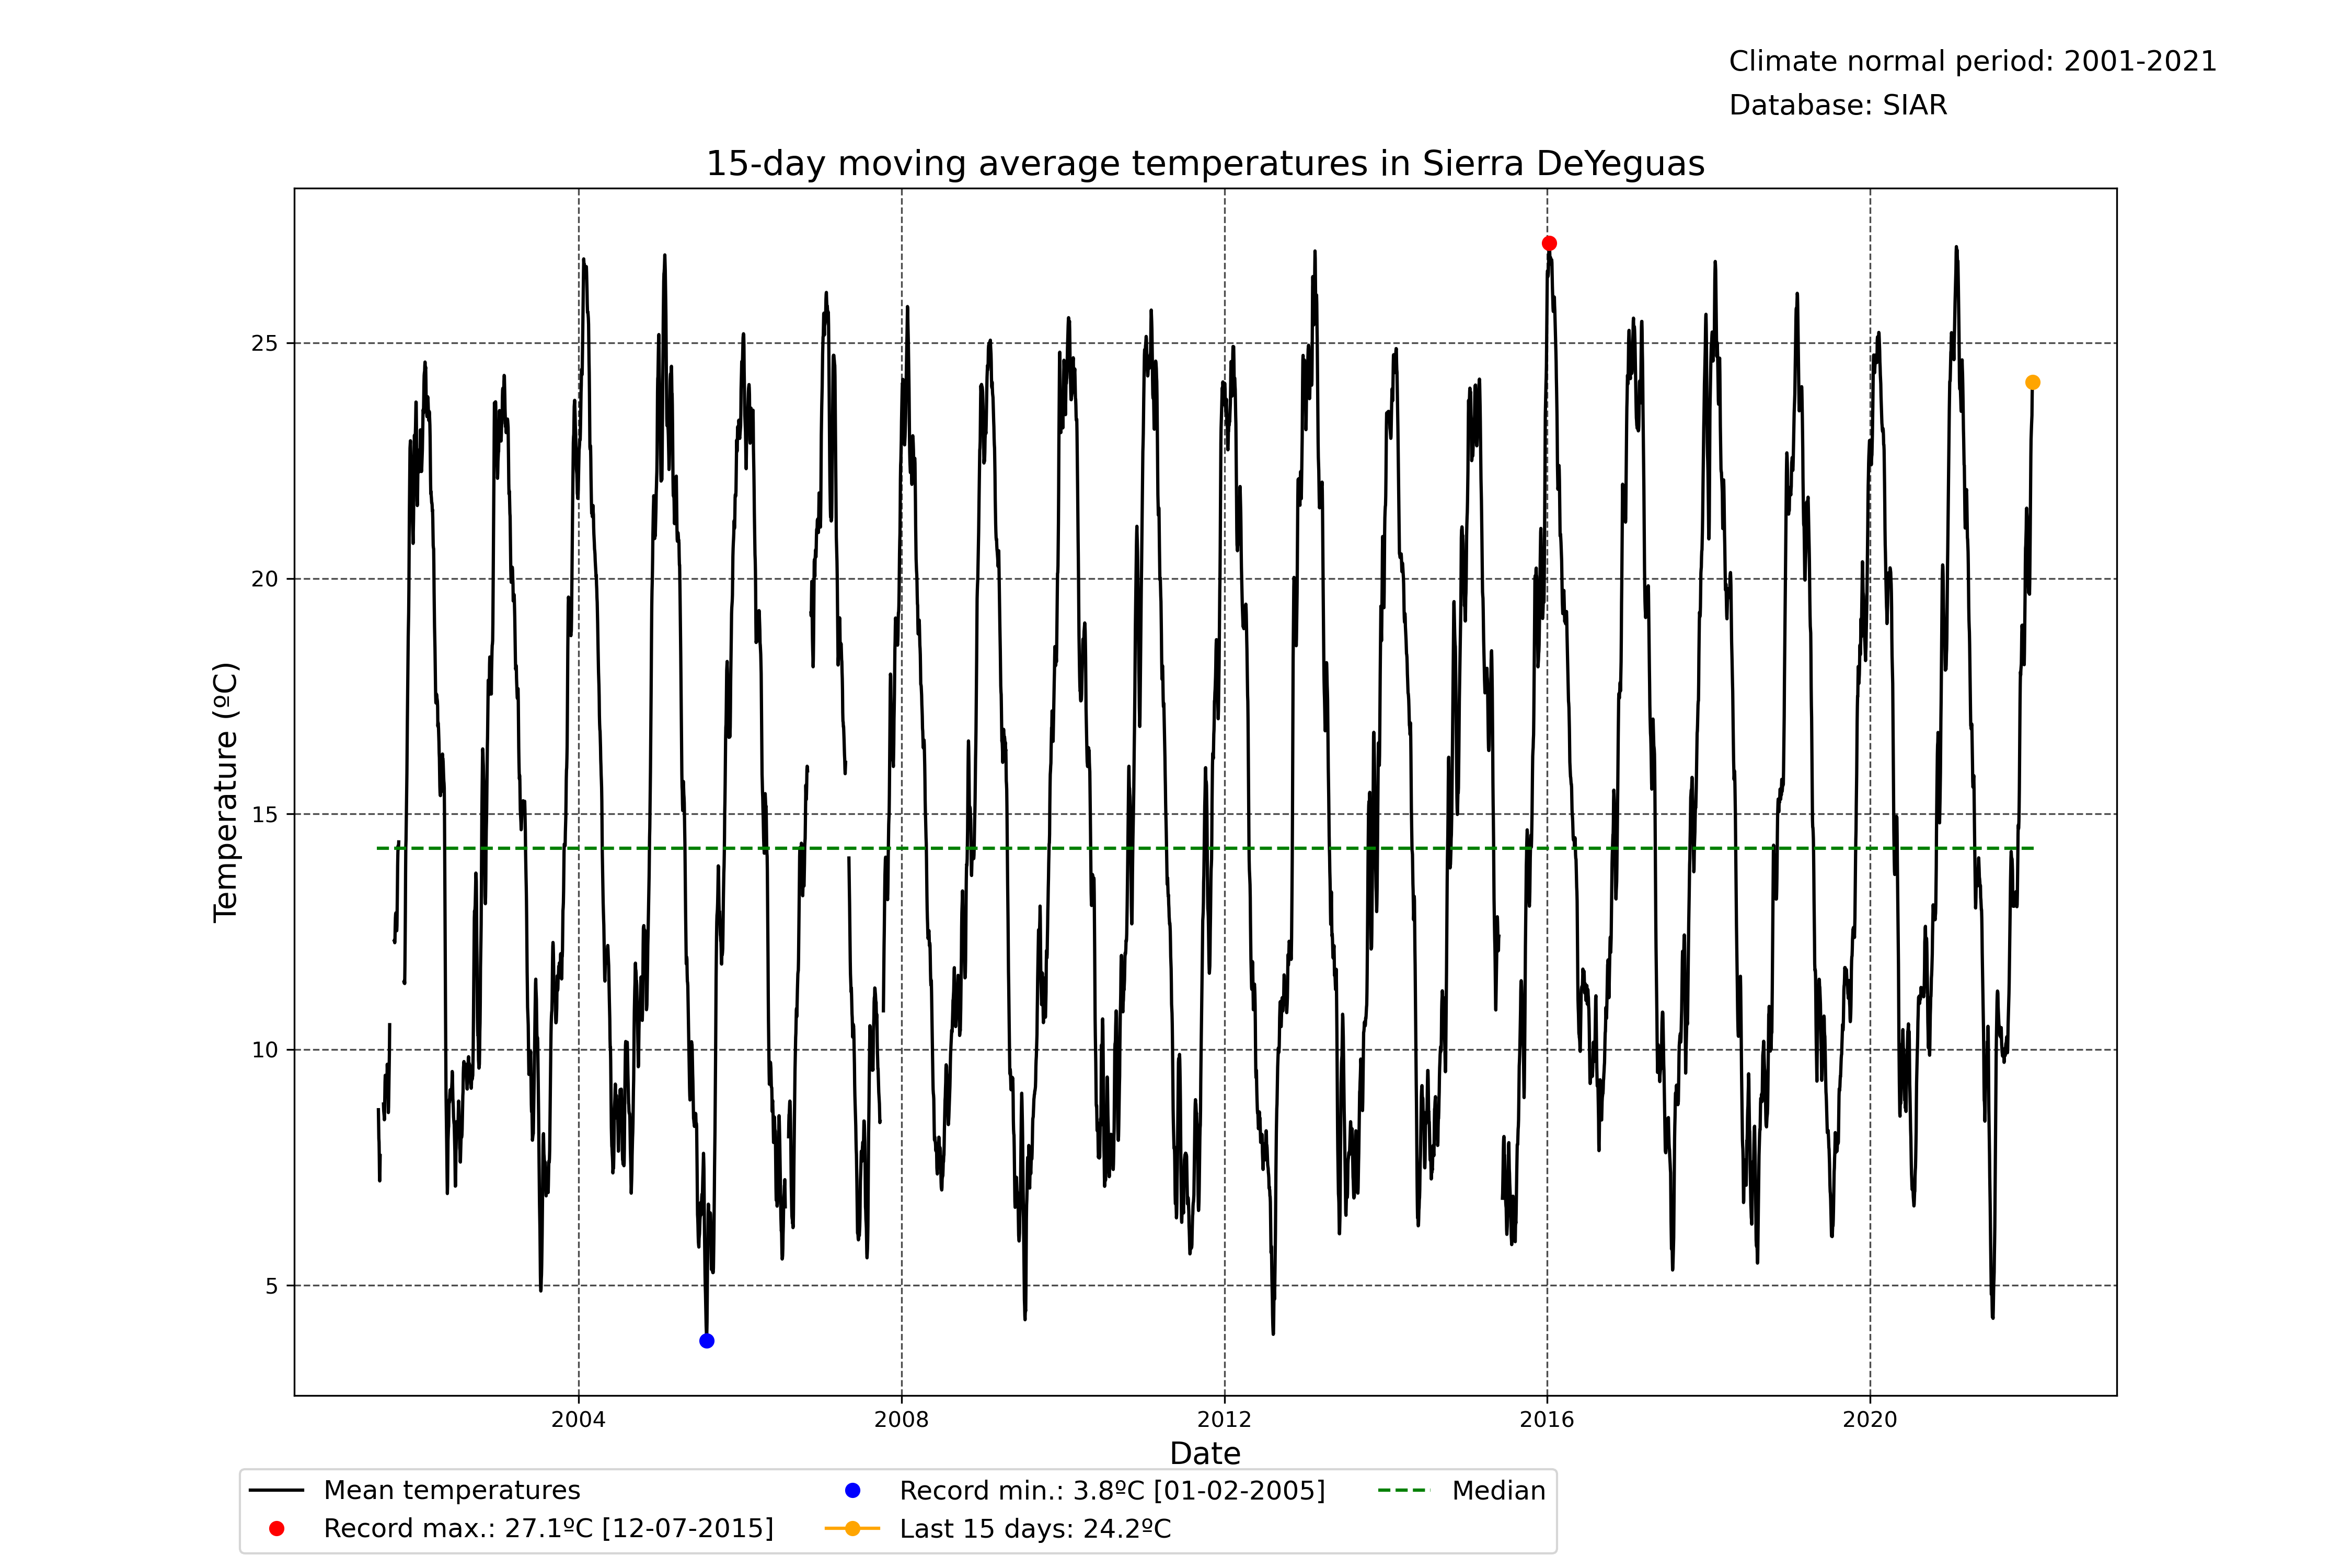 Climate normal period: 2001-2021
Database: SIAR
15-day moving average temperatures in Sierra DeYeguas
25
20
15
10
5
Temperature (ºC)
2004 2008 2012 2016 2020
Date
Mean temperatures
Record max.: 27.1ºC [12-07-2015]
Record min.: 3.8ºC [01-02-2005]
Last 15 days: 24.2ºC
Median